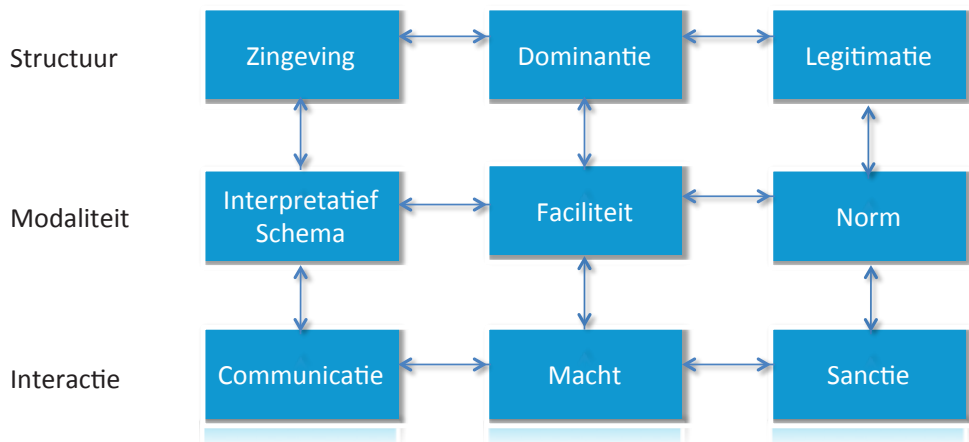 Structuur
Zingeving
Dominantie
Legitimatie
Modaliteit
Interpretatief
Schema
Faciliteit
Norm
Interactie
Communicatie
Macht
Sanctie